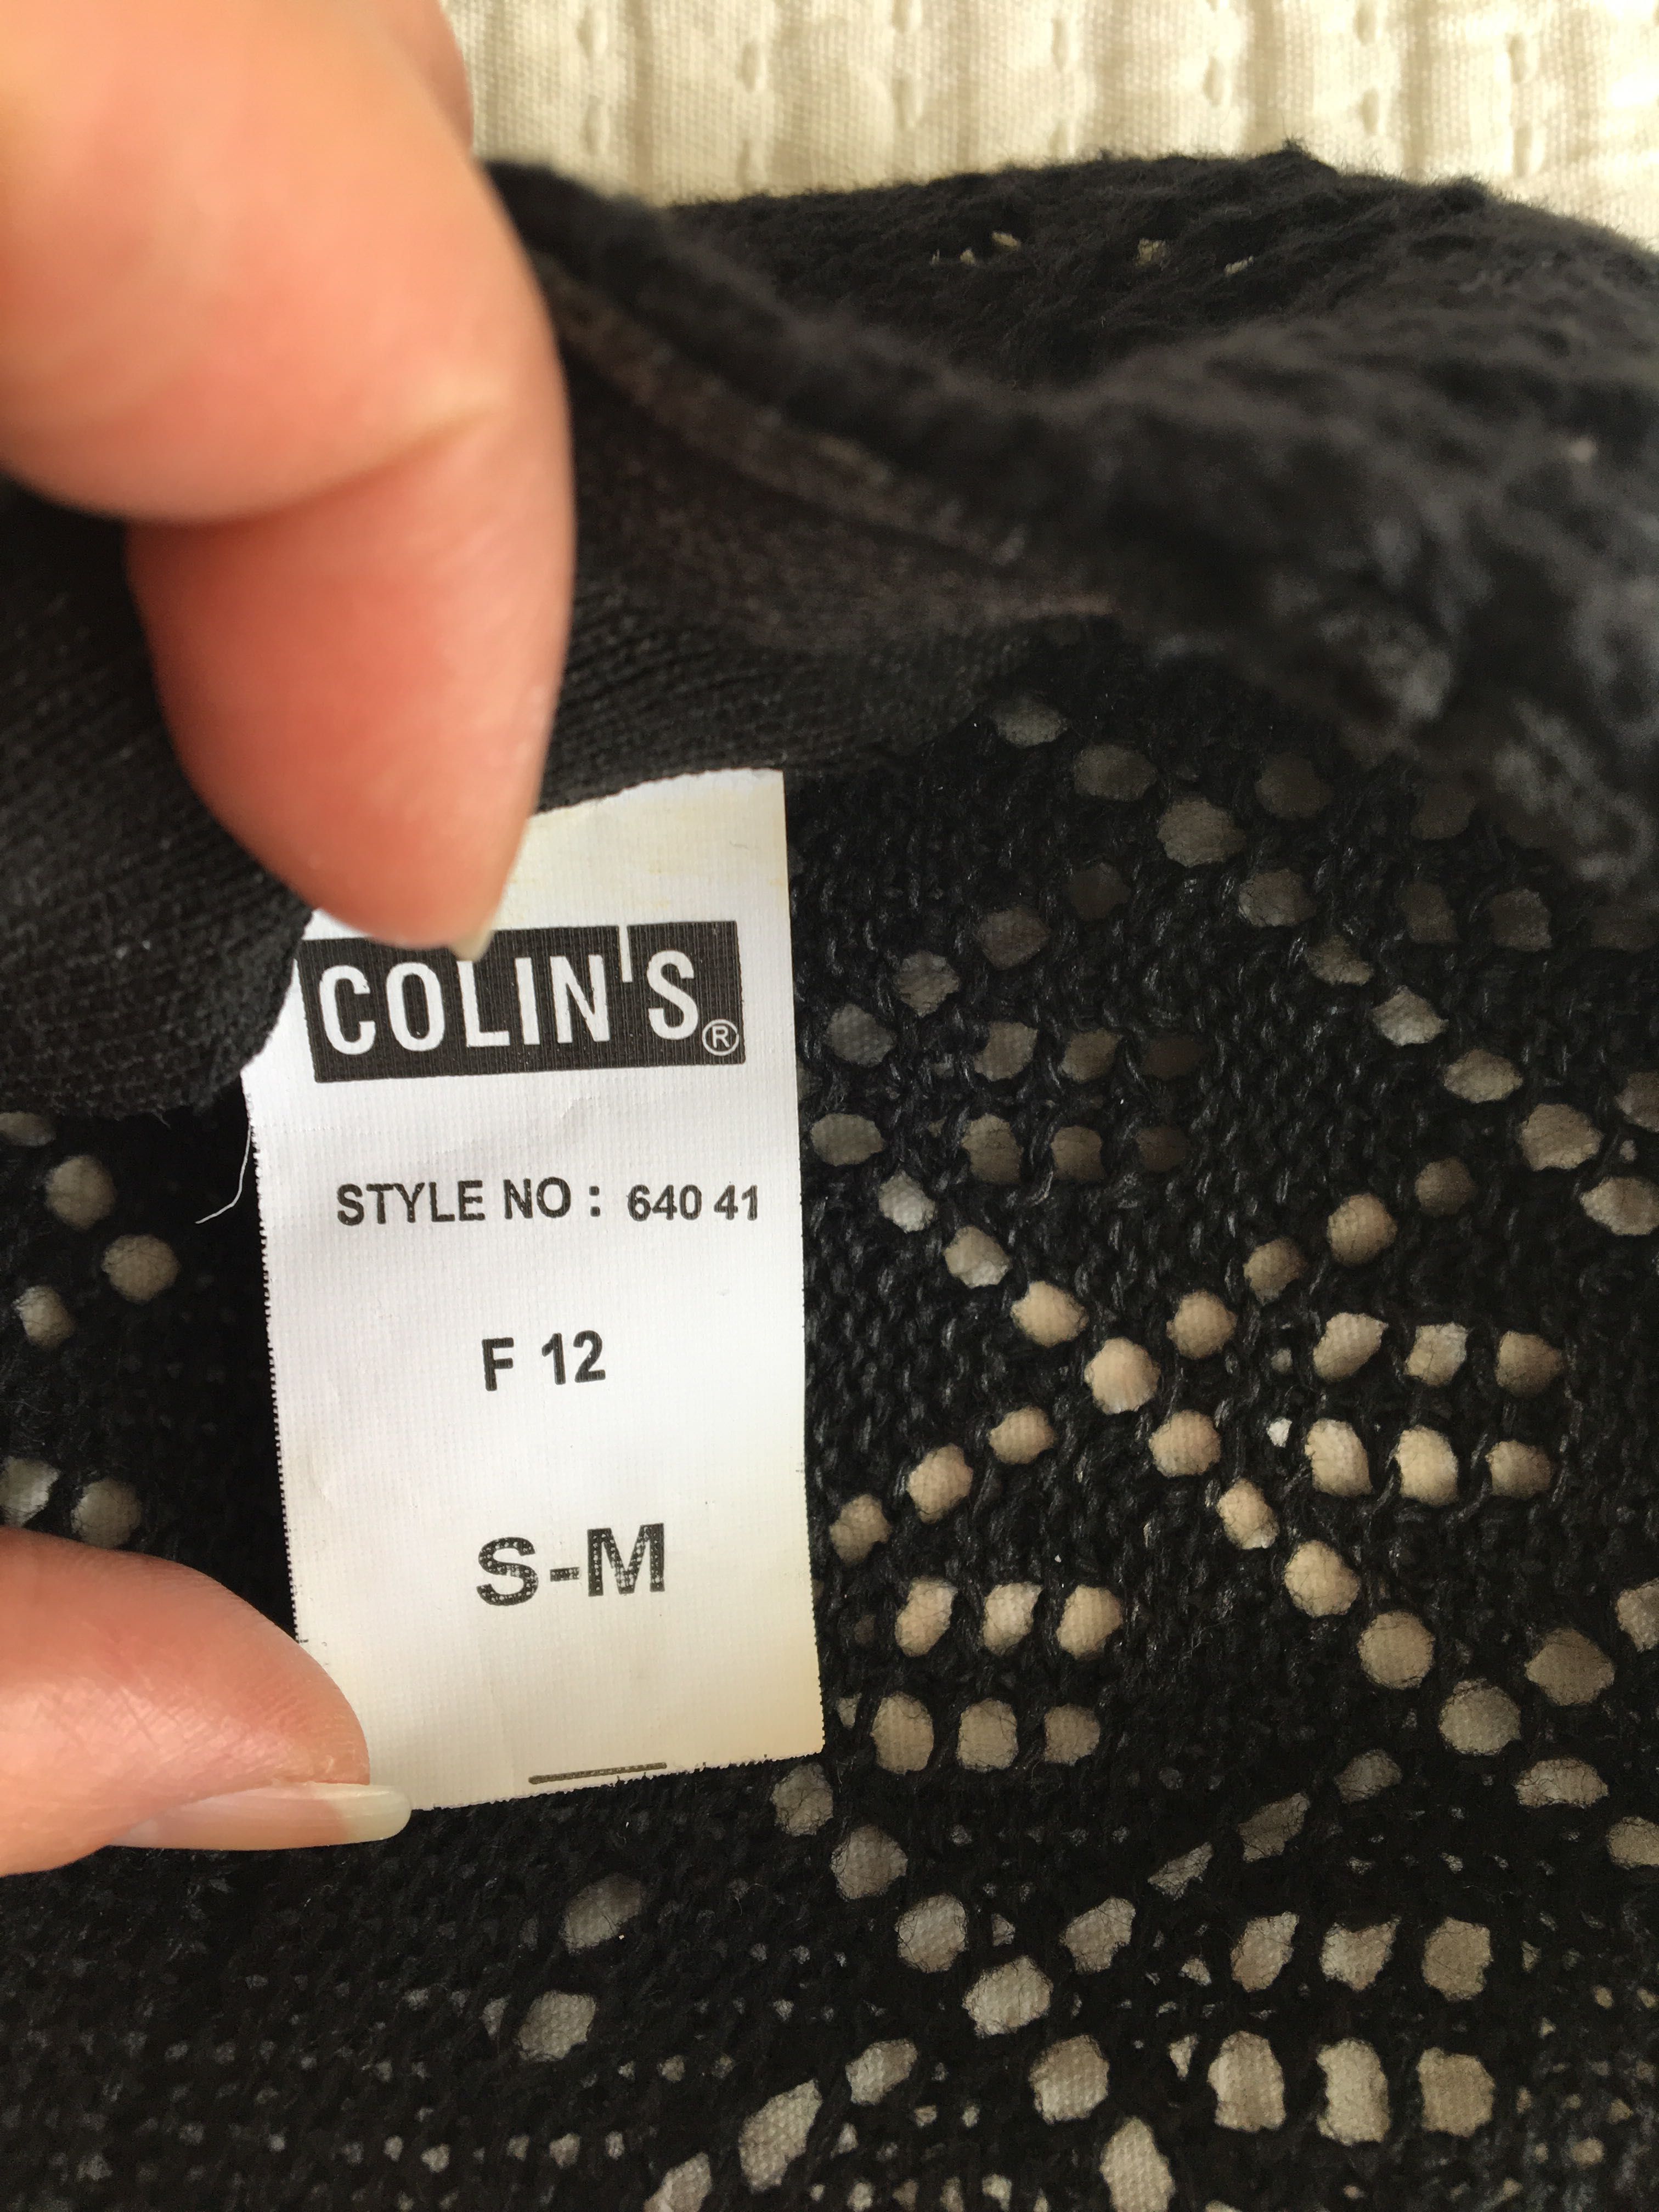 COLIN'S®
STYLE NO : 640 41
F 12
S-M